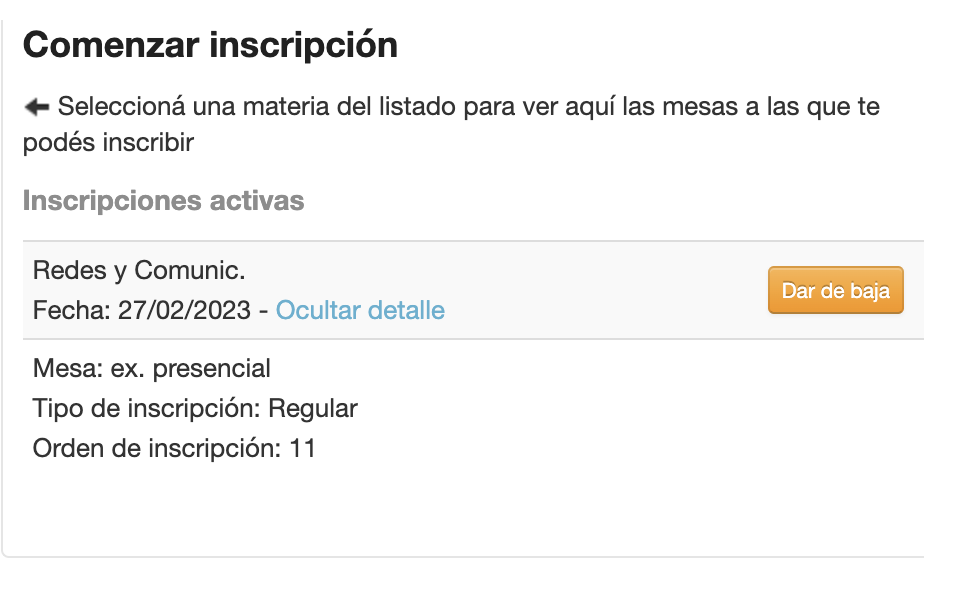 Comenzar inscripción
Seleccioná una materia del listado para ver aquí las mesas a las que te
podés inscribir
Inscripciones activas
Redes y Comunic.
Fecha: 27/02/2023 - Ocultar detalle
Dar de baja
Mesa: ex. presencial
Tipo de inscripción: Regular
Orden de inscripción: 11